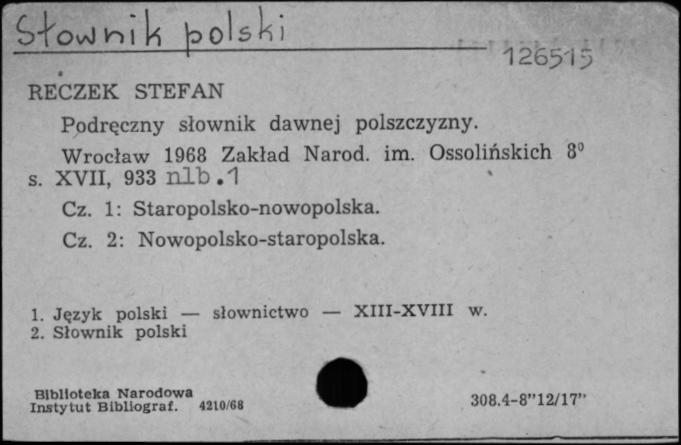 Słownik polski
126515
RECZEK STEFAN
Podręczny słownik dawnej polszczyzny.
Wrocław 1968 Zakład Narod. im. Ossolińskich 8⁰
s. XVII, 933 nlb.1
Cz. 1: Staropolsko-nowopolska.
Cz. 2: Nowopolsko-staropolska.
1. Język polski — słownictwo — XIII-XVIII w.
2. Słownik polski
Biblioteka Narodowa
Instytut Bibliograf. 4210/68
308.4-8”12/17”